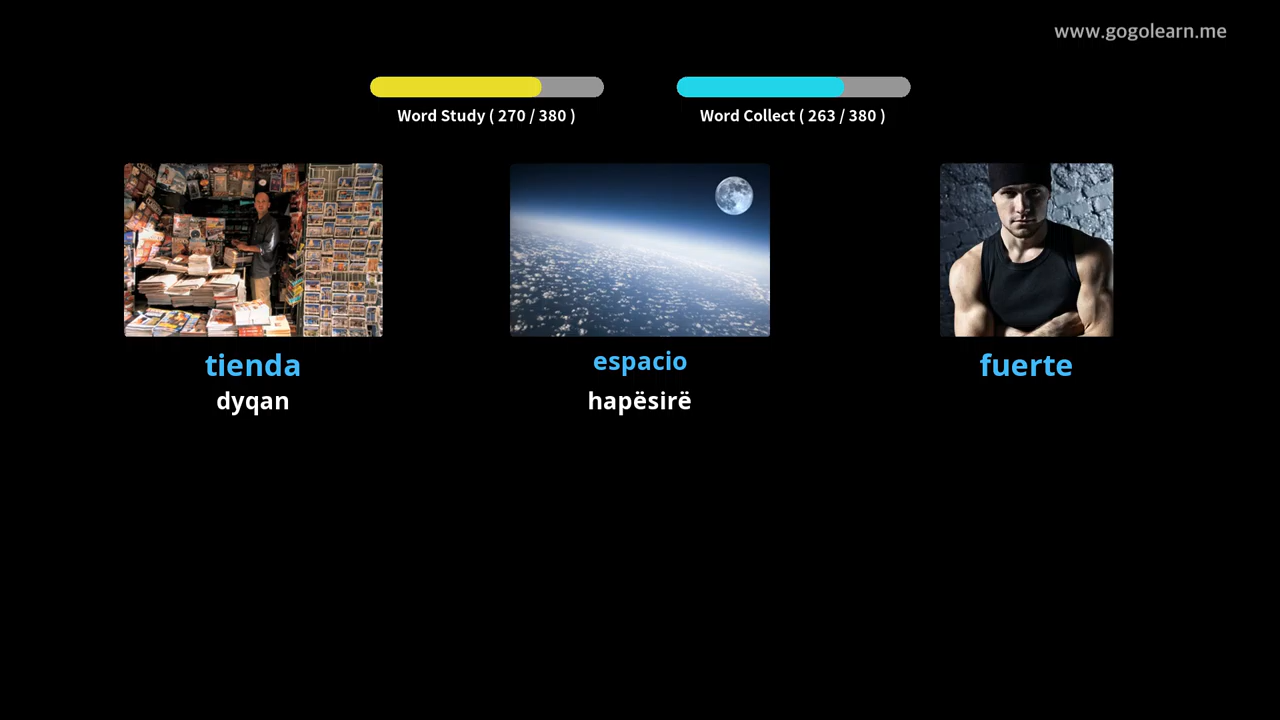 www.gogolearn.me
Word Study ( 270 / 380 )
Word Collect ( 263 / 380 )
tienda
dyqan
espacio
hapësirë
fuerte